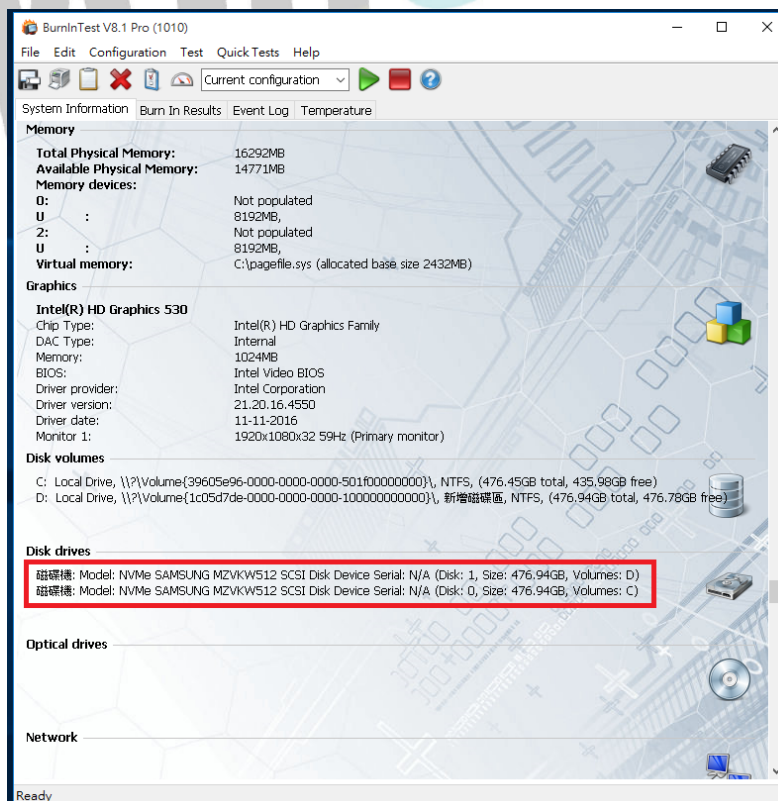 BurnInTest V8.1 Pro (1010)
File Edit Configuration Test Quick Tests Help
Current configuration
System Information Burn In Results Event Log Temperature
Memory
Total Physical Memory: 16292MB
Available Physical Memory: 14771MB
Memory devices:
0: Not populated
U : 8192MB,
2: Not populated
U : 8192MB,
Virtual memory: C:\pagefile.sys (allocated base size 2432MB)
Graphics
Intel(R) HD Graphics 530
Chip Type: Intel(R) HD Graphics Family
DAC Type: Internal
Memory: 1024MB
BIOS: Intel Video BIOS
Driver provider: Intel Corporation
Driver version: 21.20.16.4550
Driver date: 11-11-2016
Monitor 1: 1920x1080x32 59Hz (Primary monitor)
Disk volumes
C: Local Drive, \\?\Volume{39605e96-0000-0000-0000-501f00000000}\, NTFS, (476.45GB total, 435.98GB free)
D: Local Drive, \\?\Volume{1c05d7de-0000-0000-0000-100000000000}\, 新增磁碟區, NTFS, (476.94GB total, 476.78GB free)
Disk drives
磁碟機: Model: NVMe SAMSUNG MZVKW512 SCSI Disk Device Serial: N/A (Disk: 1, Size: 476.94GB, Volumes: D)
磁碟機: Model: NVMe SAMSUNG MZVKW512 SCSI Disk Device Serial: N/A (Disk: 0, Size: 476.94GB, Volumes: C)
Optical drives
Network
Ready